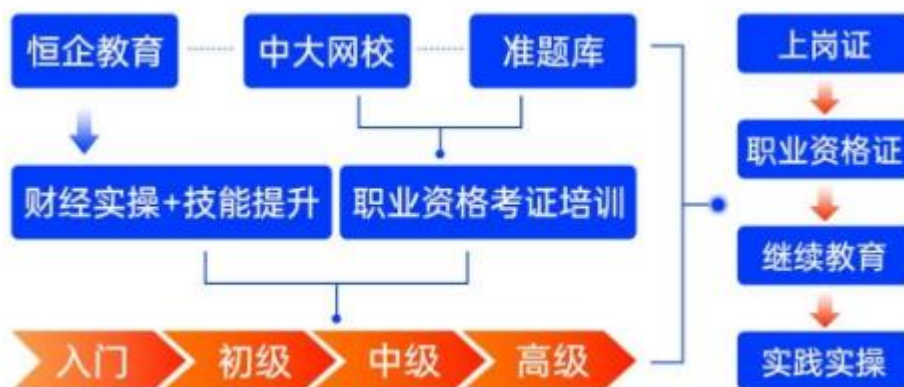 恒企教育
中大网校
准题库
财经实操+技能提升
职业资格考证培训
入门
初级
中级
高级
上岗证
职业资格证
继续教育
实践实操